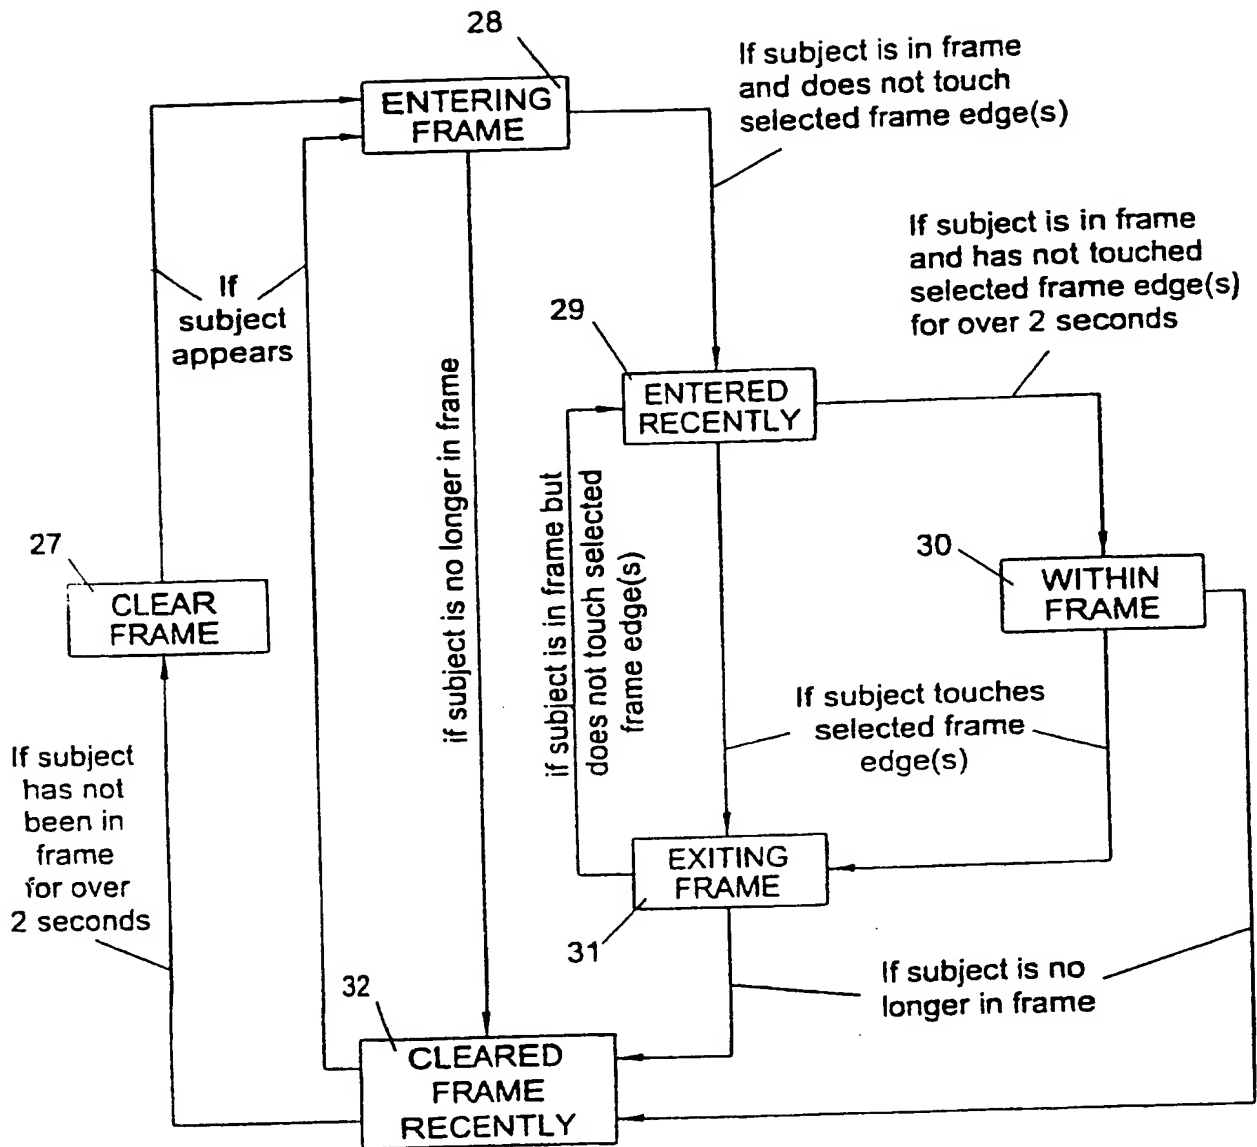 28
ENTERING
FRAME
If subject is in frame
and does not touch
selected frame edge(s)
If subject is in frame
and has not touched
selected frame edge(s)
for over 2 seconds
If
subject
appears
29
ENTERED
RECENTLY
if subject is no longer in frame
if subject is in frame but
does not touch selected
frame edge(s)
27
CLEAR
FRAME
30
WITHIN
FRAME
If subject touches
selected frame
edge(s)
If subject
has not
been in
frame
for over
2 seconds
EXITING
FRAME
31
If subject is no
longer in frame
32
CLEARED
FRAME
RECENTLY